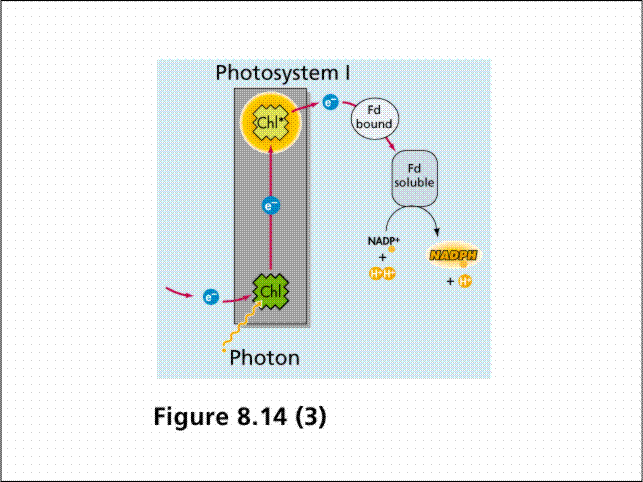 Photosystem I
e⁻
Fd
bound
Chl*
Fd
soluble
e⁻
NADP⁺
+
H⁺ H⁺
NADPH
+ H⁺
e⁻
Chl
Photon
Figure 8.14 (3)